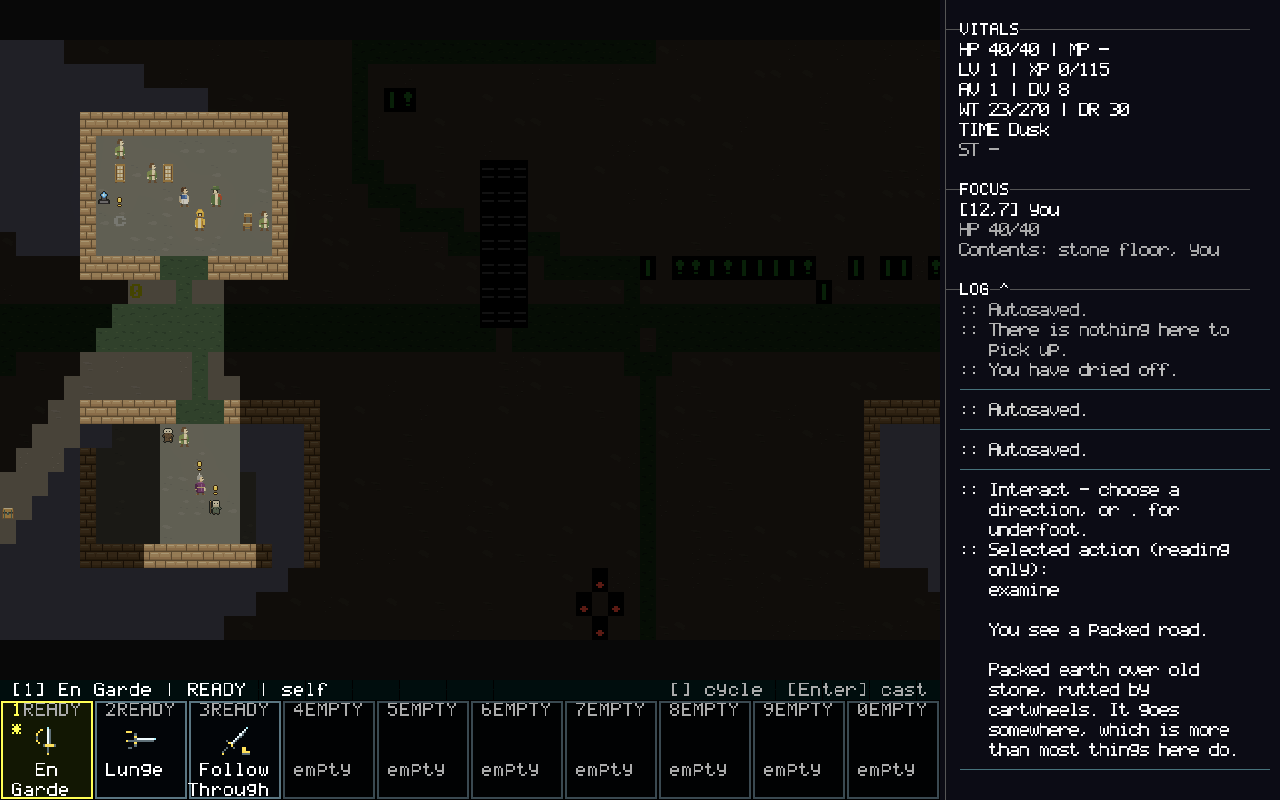 VITALS
HP 40/40 | MP -
LV 1 | XP 0/115
AV 1 | DV 8
WT 23/270 | DR 30
TIME Dusk
ST -
FOCUS
[12,7] You
HP 40/40
Contents: stone floor, you
LOG ^
:: Autosaved.
:: There is nothing here to
pick up.
:: You have dried off.
:: Autosaved.
:: Autosaved.
:: Interact - choose a
direction, or . for
underfoot.
:: Selected action (reading
only):
examine
You see a packed road.
Packed earth over old
stone, rutted by
cartwheels. It goes
somewhere, which is more
than most things here do.
[1] En Garde | READY | self
[] cycle [Enter] cast
1READY 2READY 3READY 4EMPTY 5EMPTY 6EMPTY 7EMPTY 8EMPTY 9EMPTY 0EMPTY
*
En Garde
Lunge
Follow Through
empty empty empty empty empty empty empty